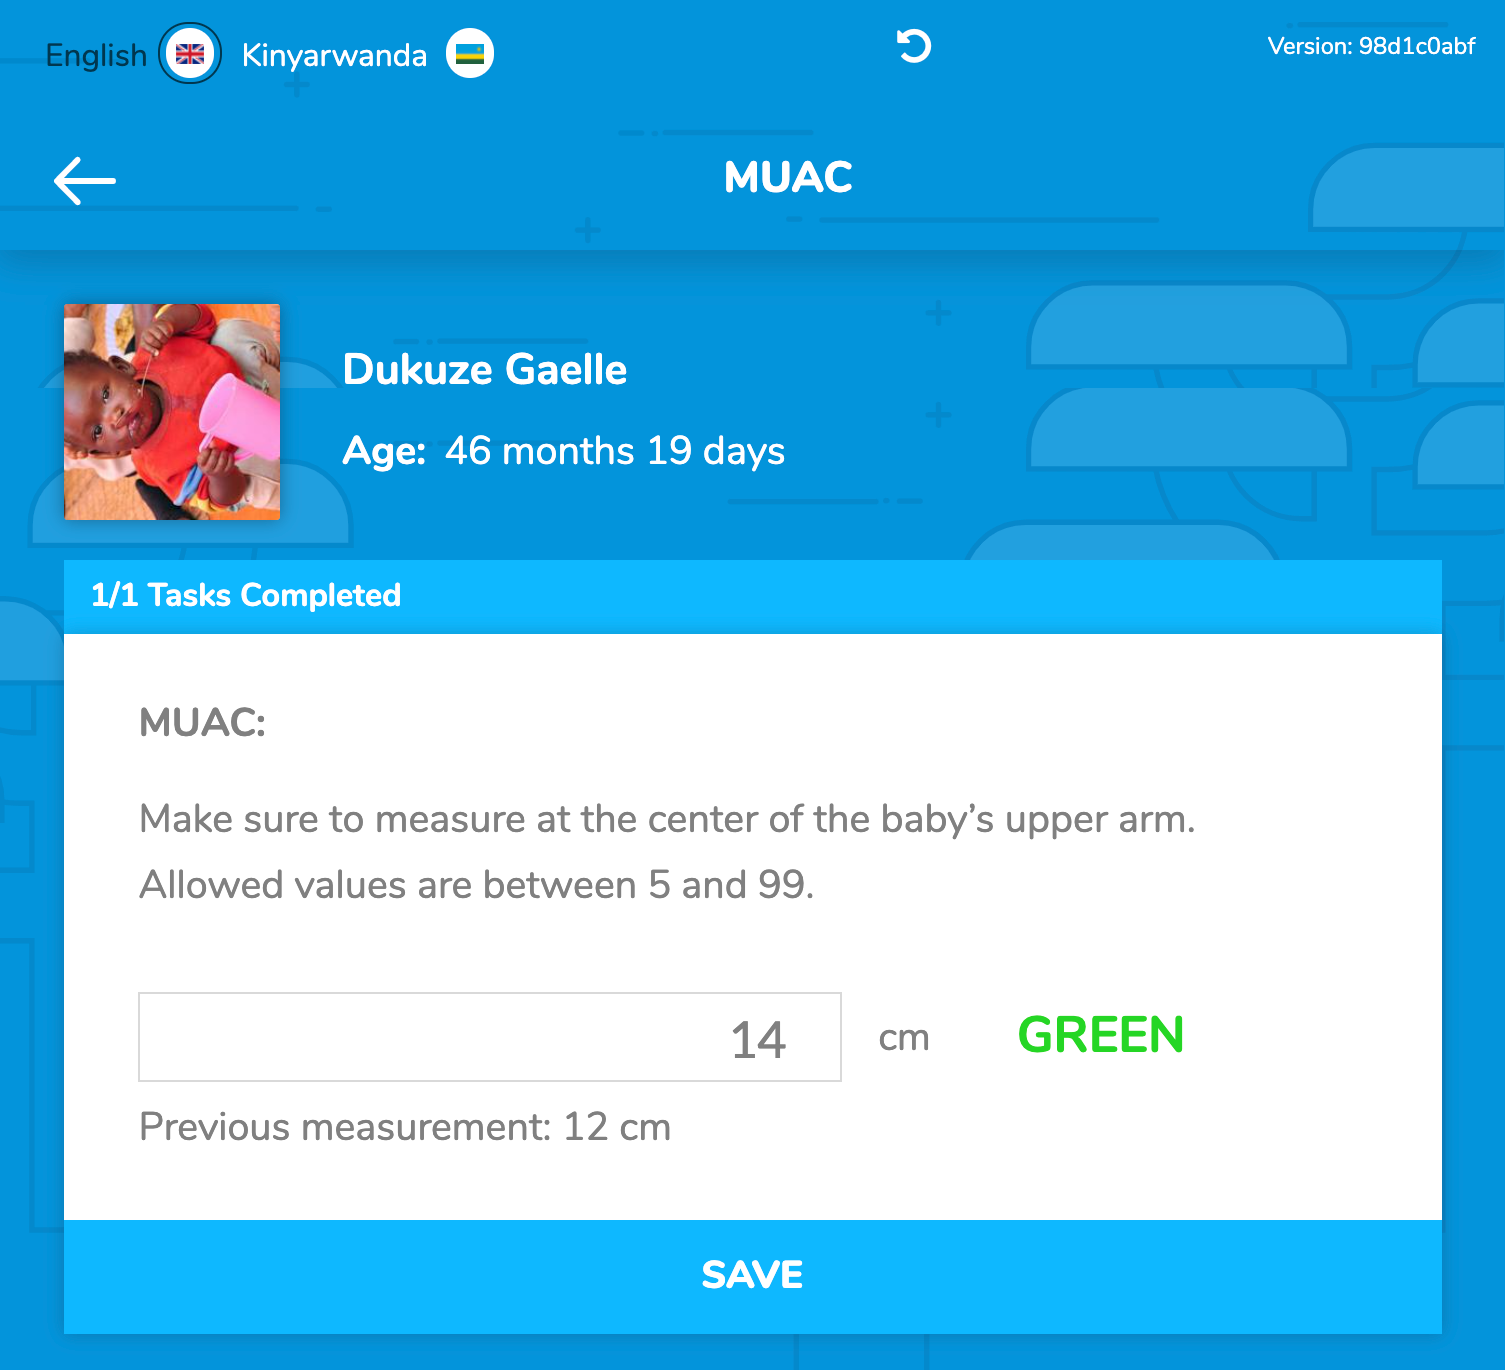 English Kinyarwanda Version: 98d1c0abf
MUAC
Dukuze Gaelle
Age: 46 months 19 days
1/1 Tasks Completed
MUAC:
Make sure to measure at the center of the baby’s upper arm.
Allowed values are between 5 and 99.
14 cm GREEN
Previous measurement: 12 cm
SAVE